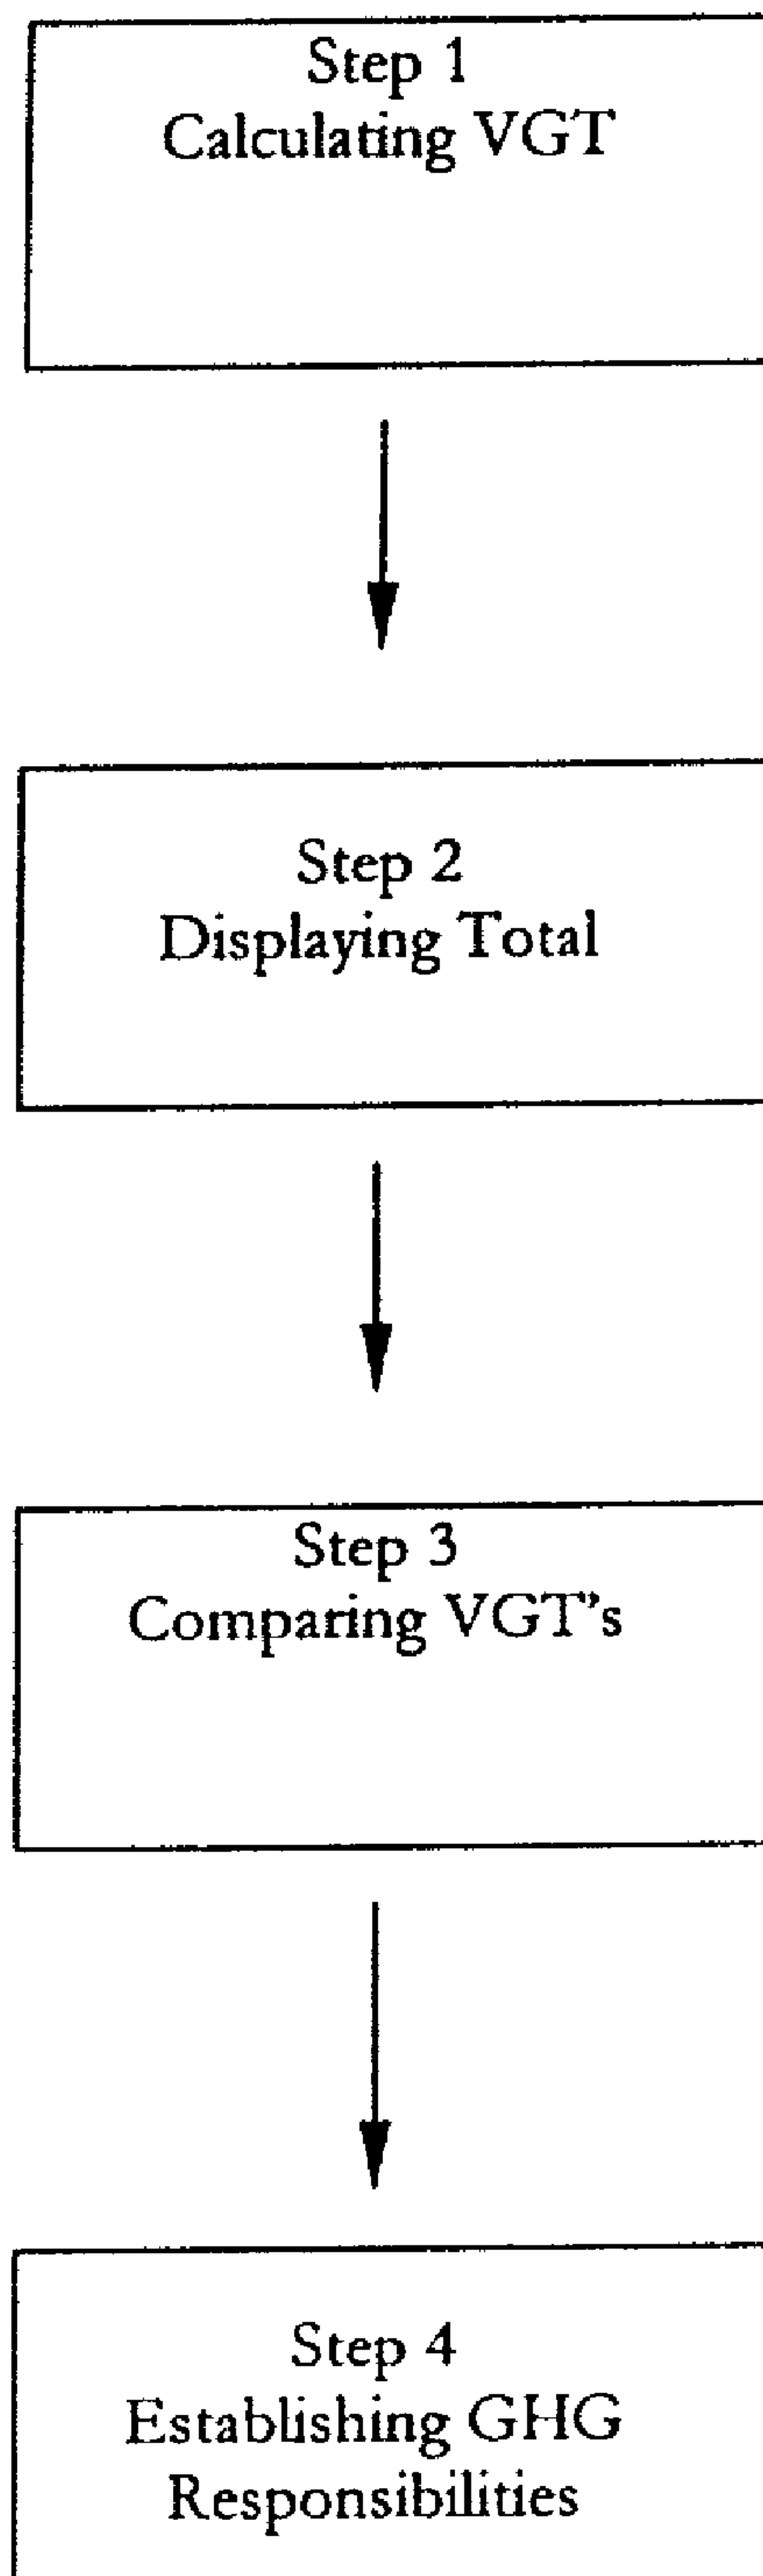 Step 1
Calculating VGT
Step 2
Displaying Total
Step 3
Comparing VGT's
Step 4
Establishing GHG
Responsibilities